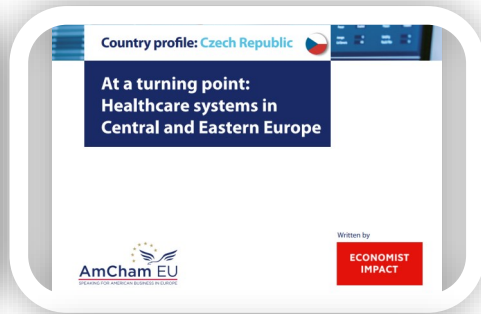 Country profile: Czech Republic
At a turning point:
Healthcare systems in
Central and Eastern Europe
Written by
AmCham EU
SPEAKING FOR AMERICAN BUSINESS IN EUROPE
ECONOMIST
IMPACT